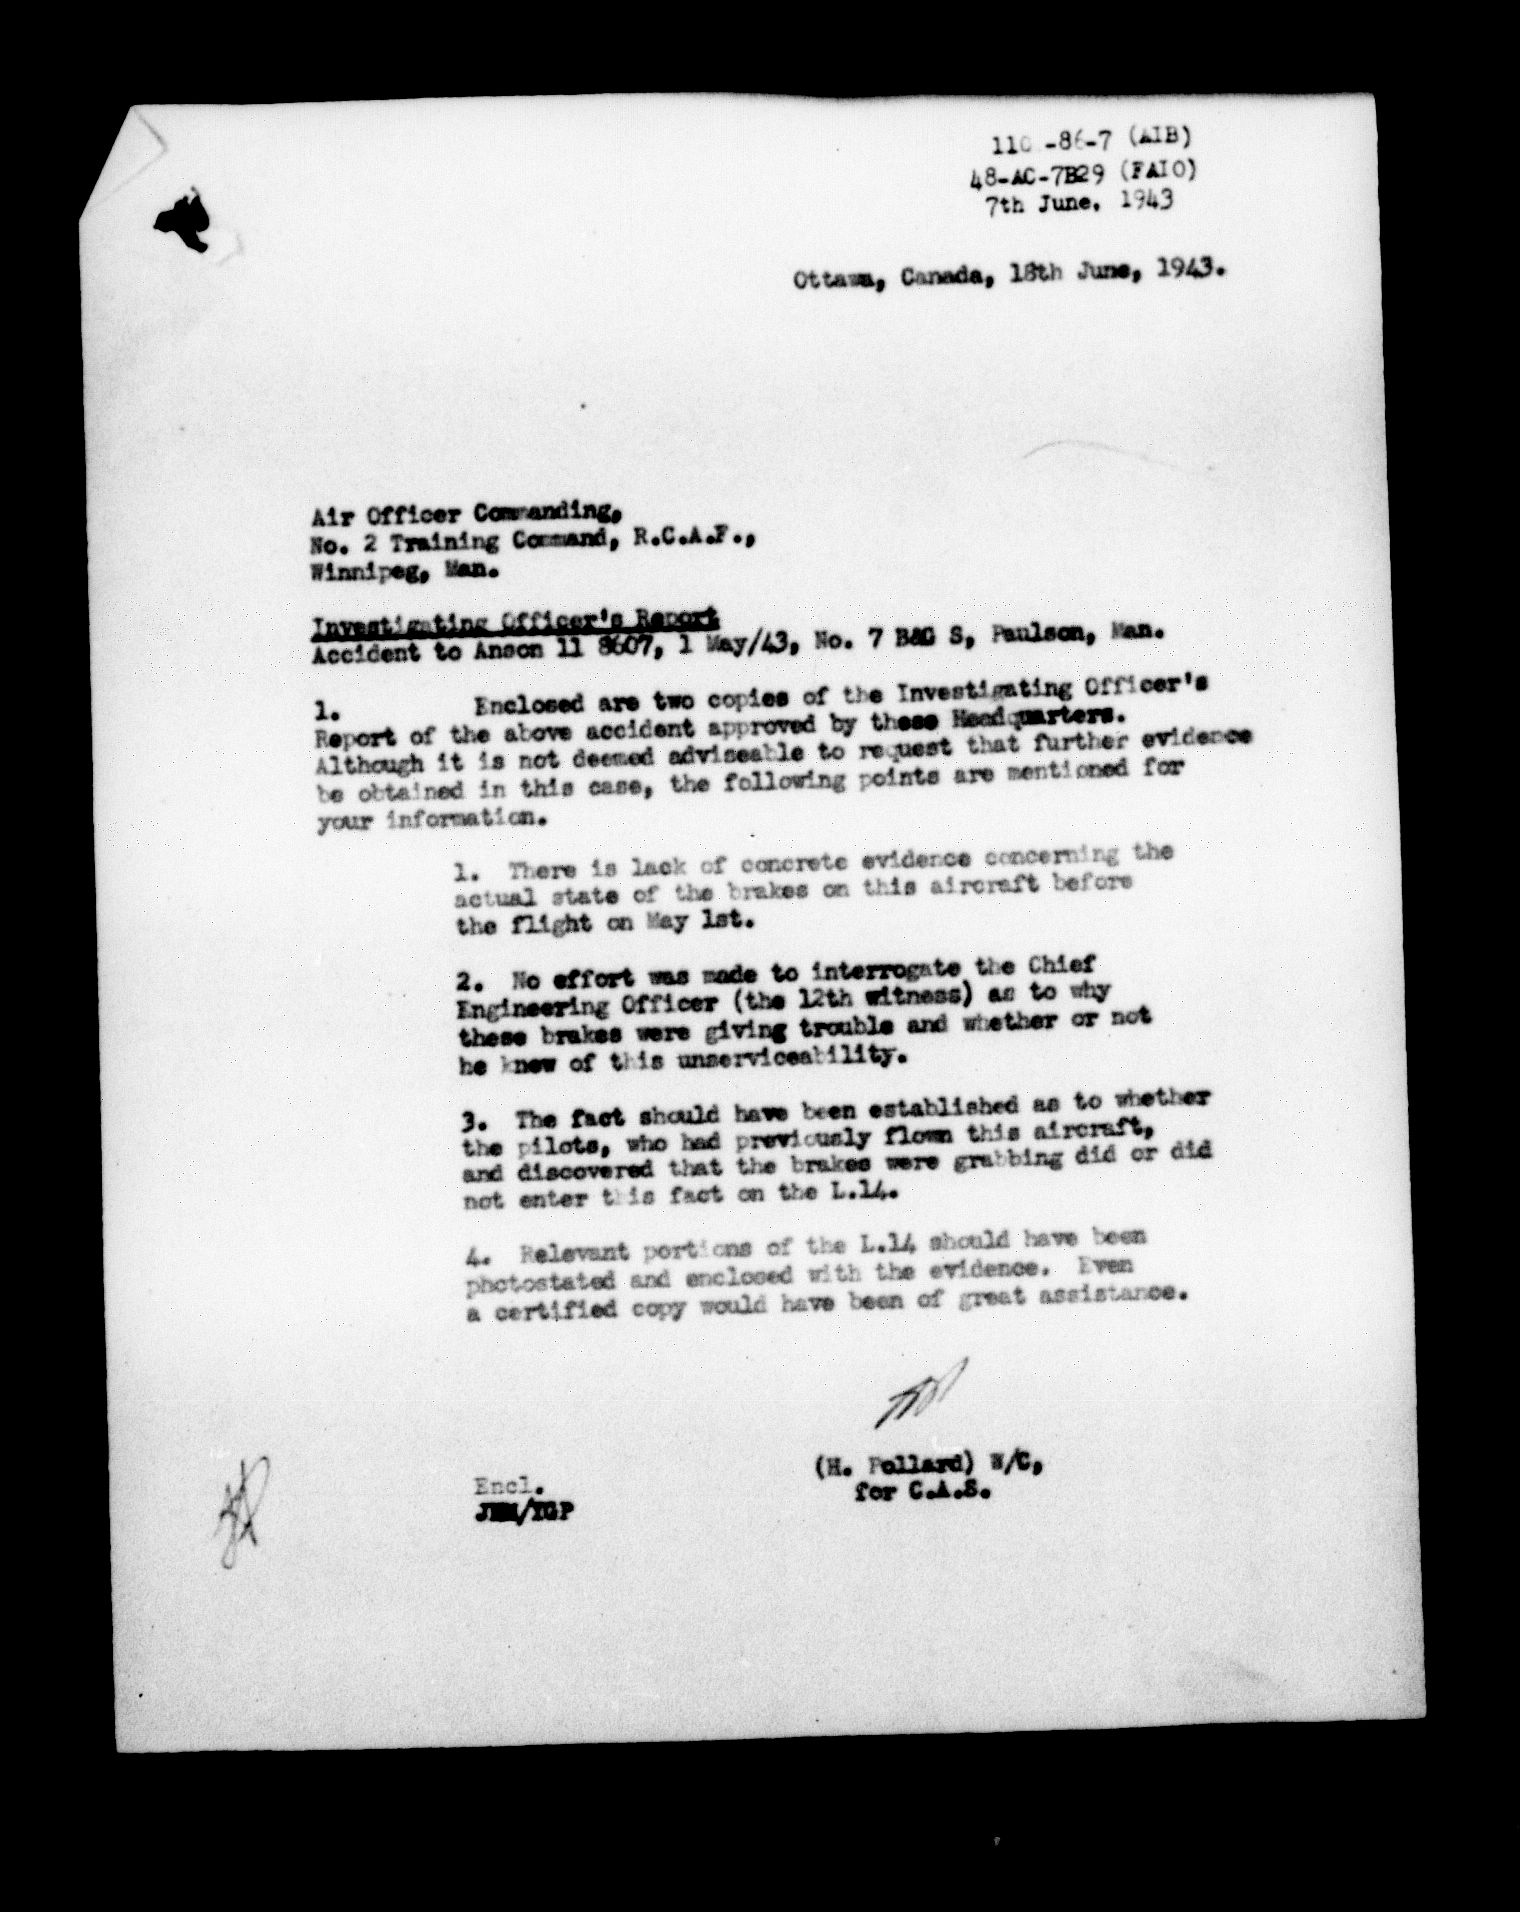 110 -86-7 (AIB)
48-AC-7B29 (FAIO)
7th June. 1943
Ottawa, Canada, 18th June, 1943.
Air Officer Commanding,
No. 2 Training Command, R.C.A.F.,
Winnipeg, Man.
Investigating Officer's Report
Accident to Anson 11 8607, 1 May/43, No. 7 B&G S, Paulson, Man.
1. Enclosed are two copies of the Investigating Officer's
Report of the above accident approved by these Headquarters.
Although it is not deemed adviseable to request that further evidence
be obtained in this case, the following points are mentioned for
your information.
1. There is lack of concrete evidence concerning the
actual state of the brakes on this aircraft before
the flight on May 1st.
2. No effort was made to interrogate the Chief
Engineering Officer (the 12th witness) as to why
these brakes were giving trouble and whether or not
he knew of this unserviceability.
3. The fact should have been established as to whether
the pilots, who had previously flown this aircraft,
and discovered that the brakes were grabbing did or did
not enter this fact on the L.14.
4. Relevant portions of the L.14 should have been
photostated and enclosed with the evidence. Even
a certified copy would have been of great assistance.
(H. Pollard) W/C,
for C.A.S.
Encl.